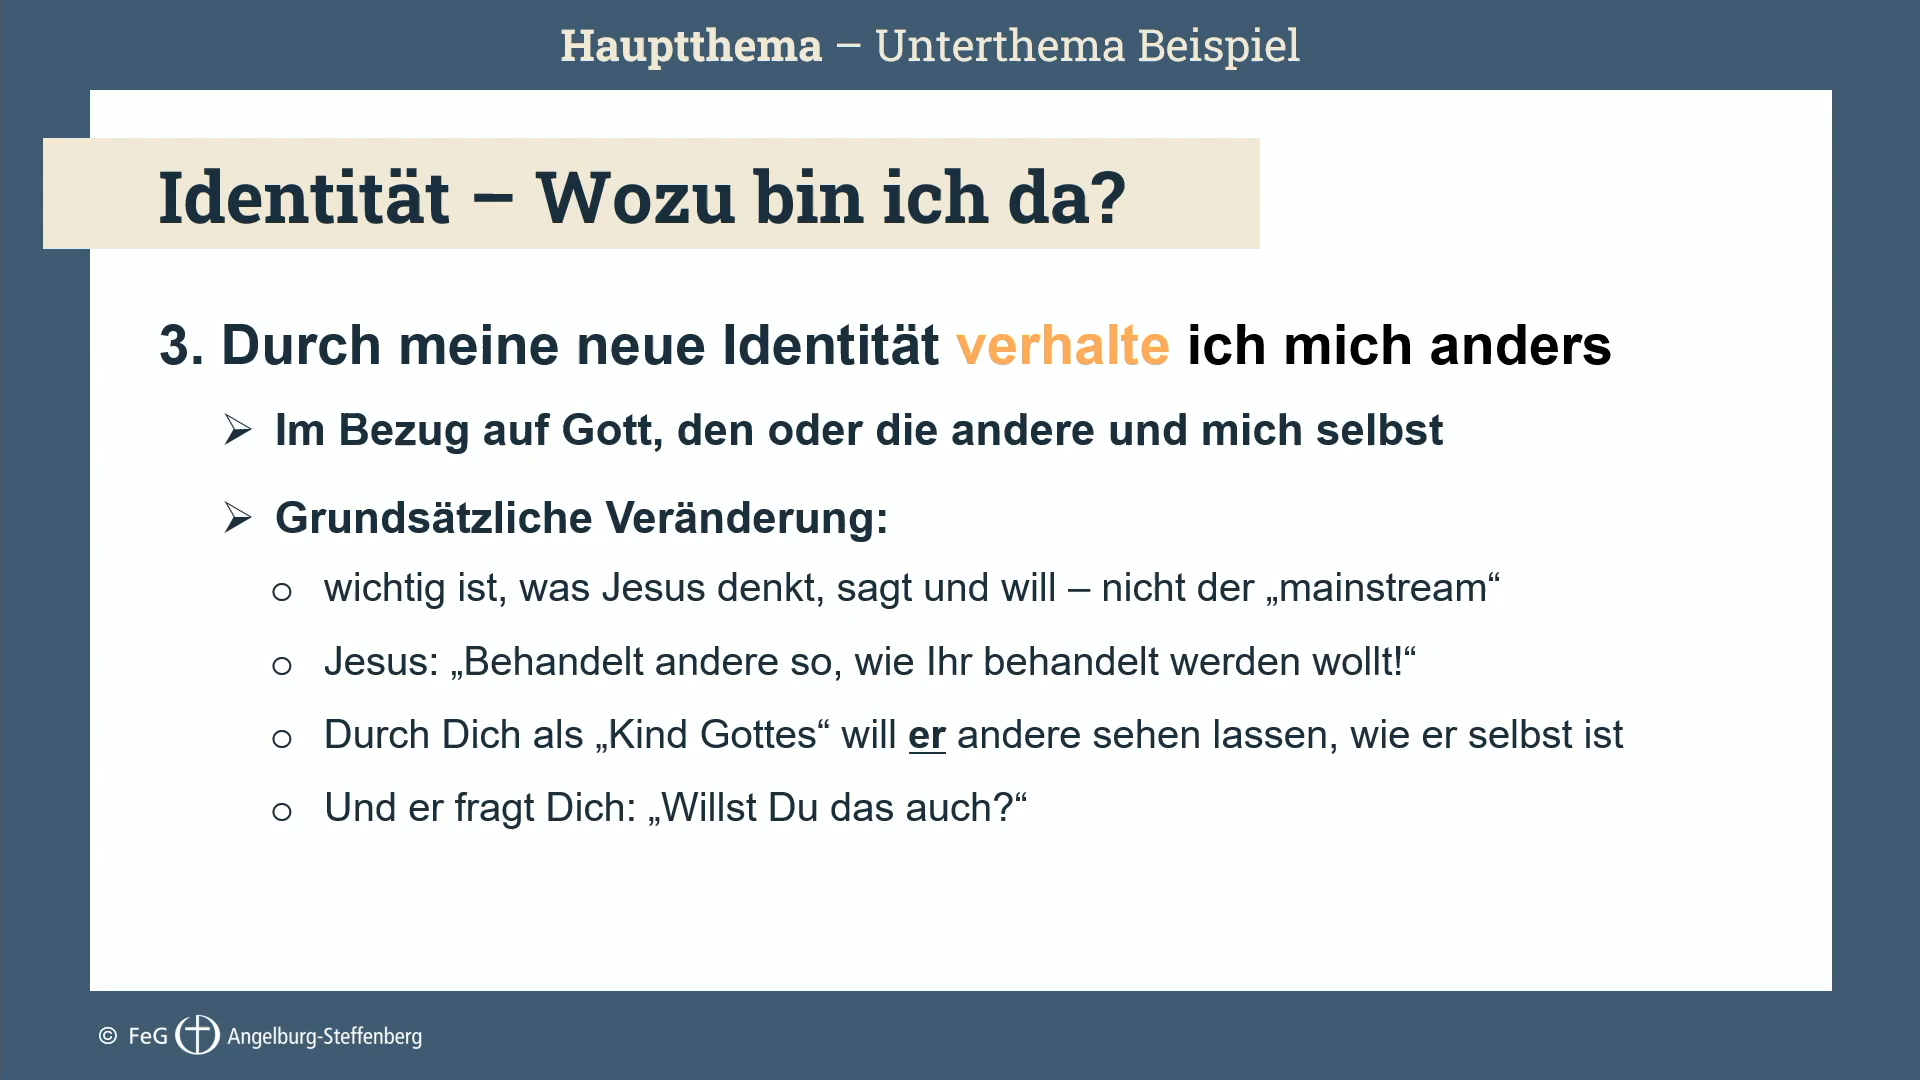 Hauptthema – Unterthema Beispiel
Identität – Wozu bin ich da?
3. Durch meine neue Identität verhalte ich mich anders
➢ Im Bezug auf Gott, den oder die andere und mich selbst
➢ Grundsätzliche Veränderung:
o wichtig ist, was Jesus denkt, sagt und will – nicht der „mainstream“
o Jesus: „Behandelt andere so, wie Ihr behandelt werden wollt!“
o Durch Dich als „Kind Gottes“ will er andere sehen lassen, wie er selbst ist
o Und er fragt Dich: „Willst Du das auch?“
© FeG Angelburg-Steffenberg